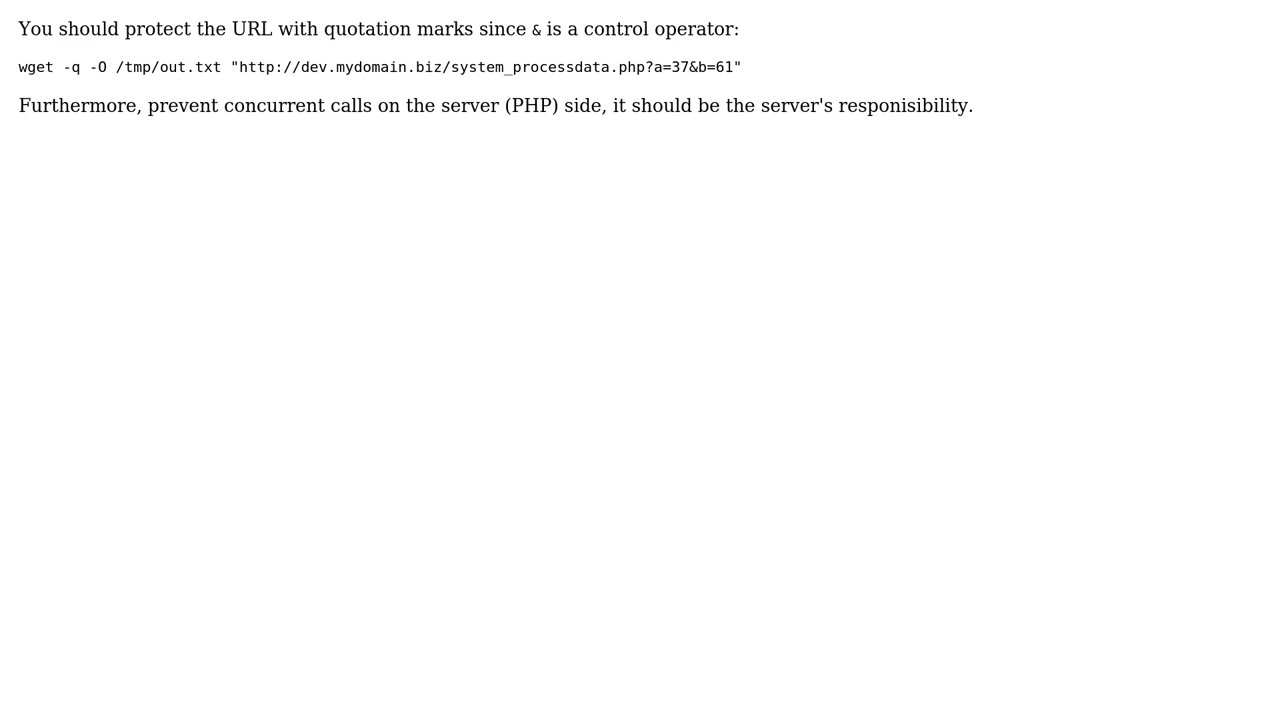 You should protect the URL with quotation marks since & is a control operator:
wget -q -O /tmp/out.txt "http://dev.mydomain.biz/system_processdata.php?a=37&b=61"
Furthermore, prevent concurrent calls on the server (PHP) side, it should be the server's responisibility.